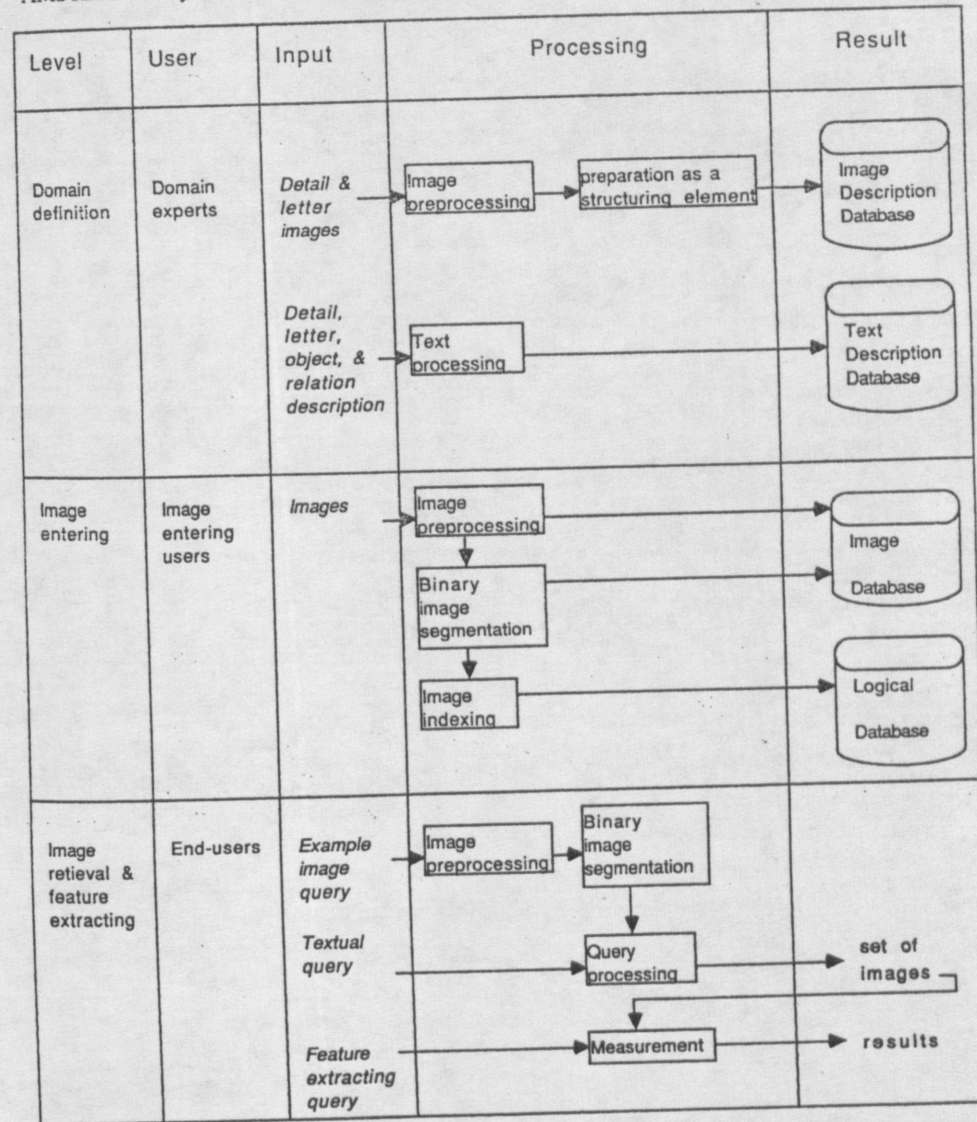 Level
User
Input
Processing
Result
Domain
definition
Domain
experts
Detail &
letter
images
Image
preprocessing
preparation as a
structuring element
Image
Description
Database
Detail,
letter,
object, &
relation
description
Text
processing
Text
Description
Database
Image
entering
Image
entering
users
Images
Image
preprocessing
Binary
image
segmentation
Image
indexing
Image
Database
Logical
Database
Image
retieval &
feature
extracting
End-users
Example
image
query
Image
preprocessing
Binary
image
segmentation
Textual
query
Query
processing
set of
images
Feature
extracting
query
Measurement
results